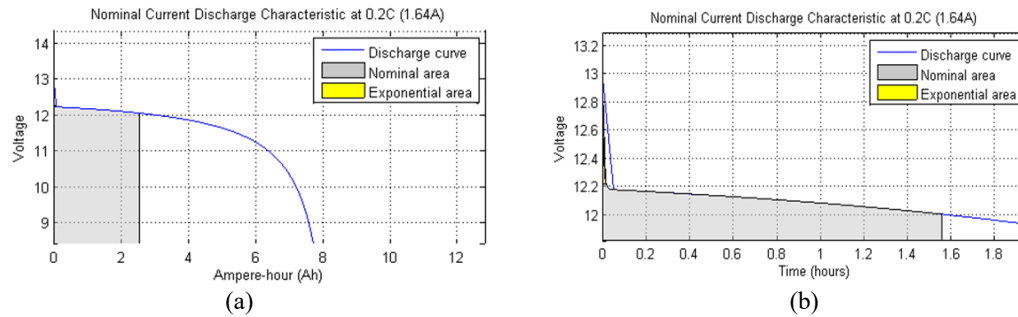 Nominal Current Discharge Characteristic at 0.2C (1.64A)
14
13
12
11
10
9
Voltage
Discharge curve
Nominal area
Exponential area
0 2 4 6 8 10 12
Ampere-hour (Ah)
(a)
Nominal Current Discharge Characteristic at 0.2C (1.64A)
13.2
13
12.8
12.6
12.4
12.2
12
Voltage
Discharge curve
Nominal area
Exponential area
0 0.2 0.4 0.6 0.8 1 1.2 1.4 1.6 1.8
Time (hours)
(b)